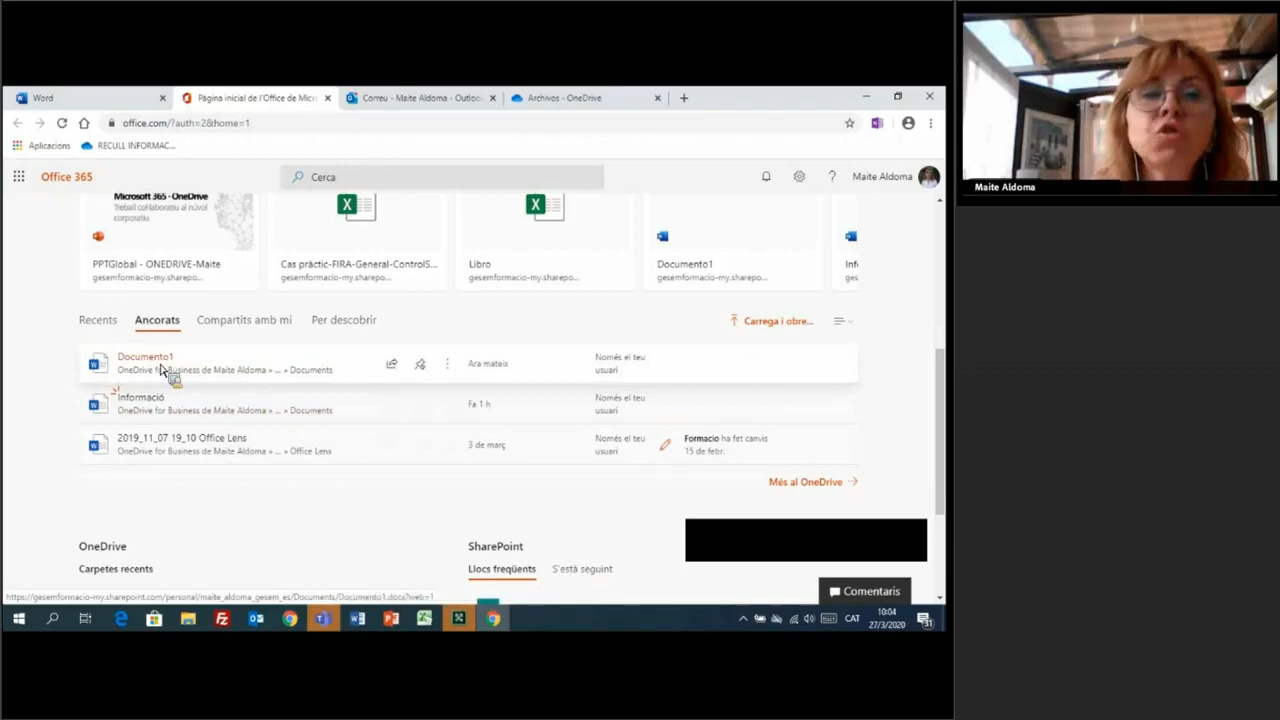 Word
Pàgina inicial de l'Office de Micr
Correu - Maite Aldoma - Outloo
Archivos - OneDrive
office.com/?auth=2&home=1
Aplicacions
RECULL INFORMAC...
Office 365
Cerca
Maite Aldoma
Microsoft 365 - OneDrive
Treball col·laboratiu al núvol
corporatiu
PPTGlobal - ONEDRIVE-Maite
gesemformacio-my.sharepo...
Cas pràctic-FIRA-General-ControlS...
gesemformacio-my.sharepo...
Libro
gesemformacio-my.sharepo...
Documento1
gesemformacio-my.sharepo...
Inf
ges
Recents
Ancorats
Compartits amb mi
Per descobrir
Carrega i obre...
Documento1
OneDrive for Business de Maite Aldoma » ... » Documents
Ara mateix
Només el teu
usuari
Informació
OneDrive for Business de Maite Aldoma » ... » Documents
Fa 1 h
Només el teu
usuari
2019_11_07 19_10 Office Lens
OneDrive for Business de Maite Aldoma » ... » Office Lens
3 de març
Només el teu
usuari
Formacio ha fet canvis
15 de febr.
Més al OneDrive
OneDrive
Carpetes recents
SharePoint
Llocs freqüents
S'està seguint
Comentaris
https://gesemformacio-my.sharepoint.com/personal/maite_aldoma_gesem_es/Documents/Documento1.docx?web=1
CAT
10:04
27/3/2020
31
Maite Aldoma